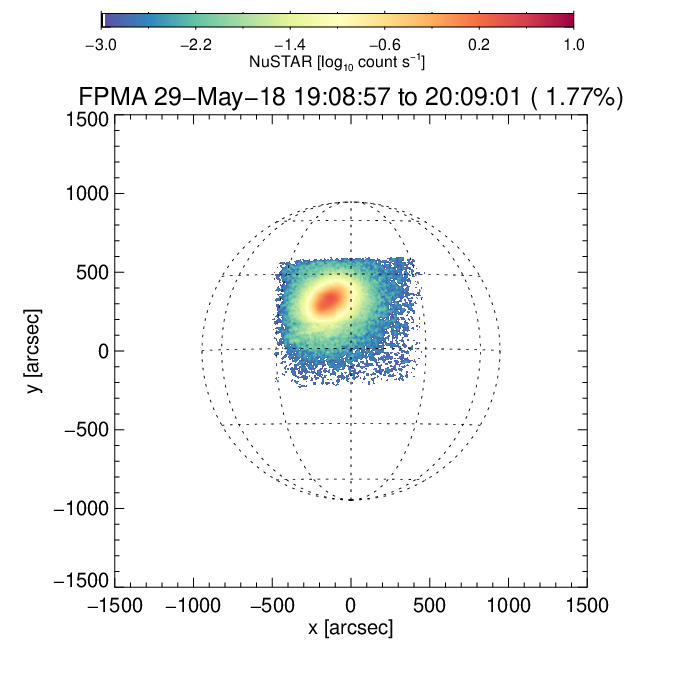 −3.0 −2.2 −1.4 −0.6 0.2 1.0
NuSTAR [log₁₀ count s⁻¹]
FPMA 29−May−18 19:08:57 to 20:09:01 ( 1.77%)
1500
1000
500
0
−500
−1000
−1500
y [arcsec]
−1500 −1000 −500 0 500 1000 1500
x [arcsec]